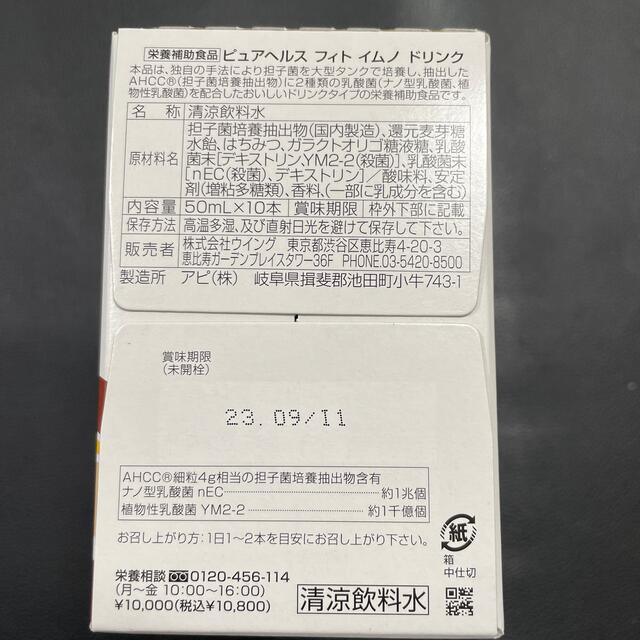 栄養補助食品 ピュアヘルス フィト イムノ ドリンク
本品は、独自の手法により担子菌を大型タンクで培養し、抽出した
AHCC®(担子菌培養抽出物)に2種類の乳酸菌(ナノ型乳酸菌、植
物性乳酸菌)を配合したおいしいドリンクタイプの栄養補助食品です。
名 称 清涼飲料水
原材料名 担子菌培養抽出物(国内製造)、還元麦芽糖
水飴、はちみつ、ガラクトオリゴ糖液糖、乳酸
菌末[デキストリン、YM2-2(殺菌)]、乳酸菌末
[nEC(殺菌)、デキストリン]/酸味料、安定
剤(増粘多糖類)、香料、(一部に乳成分を含む)
内容量 50mL×10本 賞味期限 枠外下部に記載
保存方法 高温多湿、及び直射日光を避けて保存して下さい。
販売者 株式会社ウイング 東京都渋谷区恵比寿4-20-3
恵比寿ガーデンプレイスタワー36F PHONE.03-5420-8500
製造所 アピ(株) 岐阜県揖斐郡池田町小牛743-1
賞味期限
(未開栓)
23.09/I1
AHCC®細粒4g相当の担子菌培養抽出物含有
ナノ型乳酸菌 nEC 約1兆個
植物性乳酸菌 YM2-2 約1千億個
お召し上がり方:1日1〜2本を目安にお召し上がり下さい。
紙
箱
中仕切
栄養相談 0120-456-114
(月〜金 10:00〜16:00)
¥10,000(税込¥10,800)
清涼飲料水